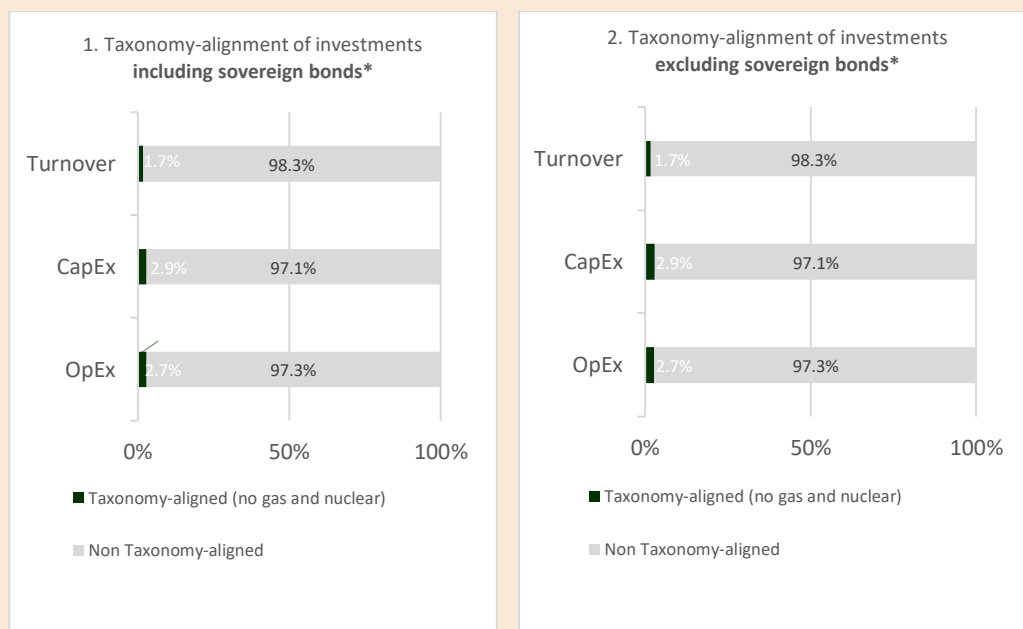 1. Taxonomy-alignment of investments
including sovereign bonds*
Turnover 1.7% 98.3%
CapEx 2.9% 97.1%
OpEx 2.7% 97.3%
0% 50% 100%
Taxonomy-aligned (no gas and nuclear)
Non Taxonomy-aligned
2. Taxonomy-alignment of investments
excluding sovereign bonds*
Turnover 1.7% 98.3%
CapEx 2.9% 97.1%
OpEx 2.7% 97.3%
0% 50% 100%
Taxonomy-aligned (no gas and nuclear)
Non Taxonomy-aligned